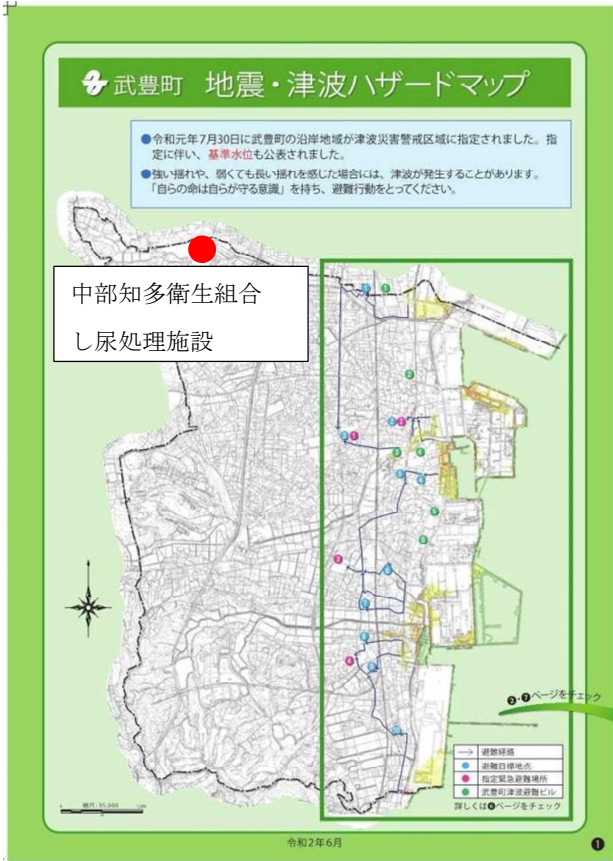 武豊町 地震・津波ハザードマップ
●令和元年7月30日に武豊町の沿岸地域が津波災害警戒区域に指定されました。指
定に伴い、基準水位も公表されました。
●強い揺れや、弱くても長い揺れを感じた場合には、津波が発生することがあります。
「自らの命は自らが守る意識」を持ち、避難行動をとってください。
中部知多衛生組合
し尿処理施設
❷・❼ページをチェック
避難経路
避難目標地点
指定緊急避難場所
武豊町津波避難ビル
詳しくは❻ページをチェック
令和2年6月
❶